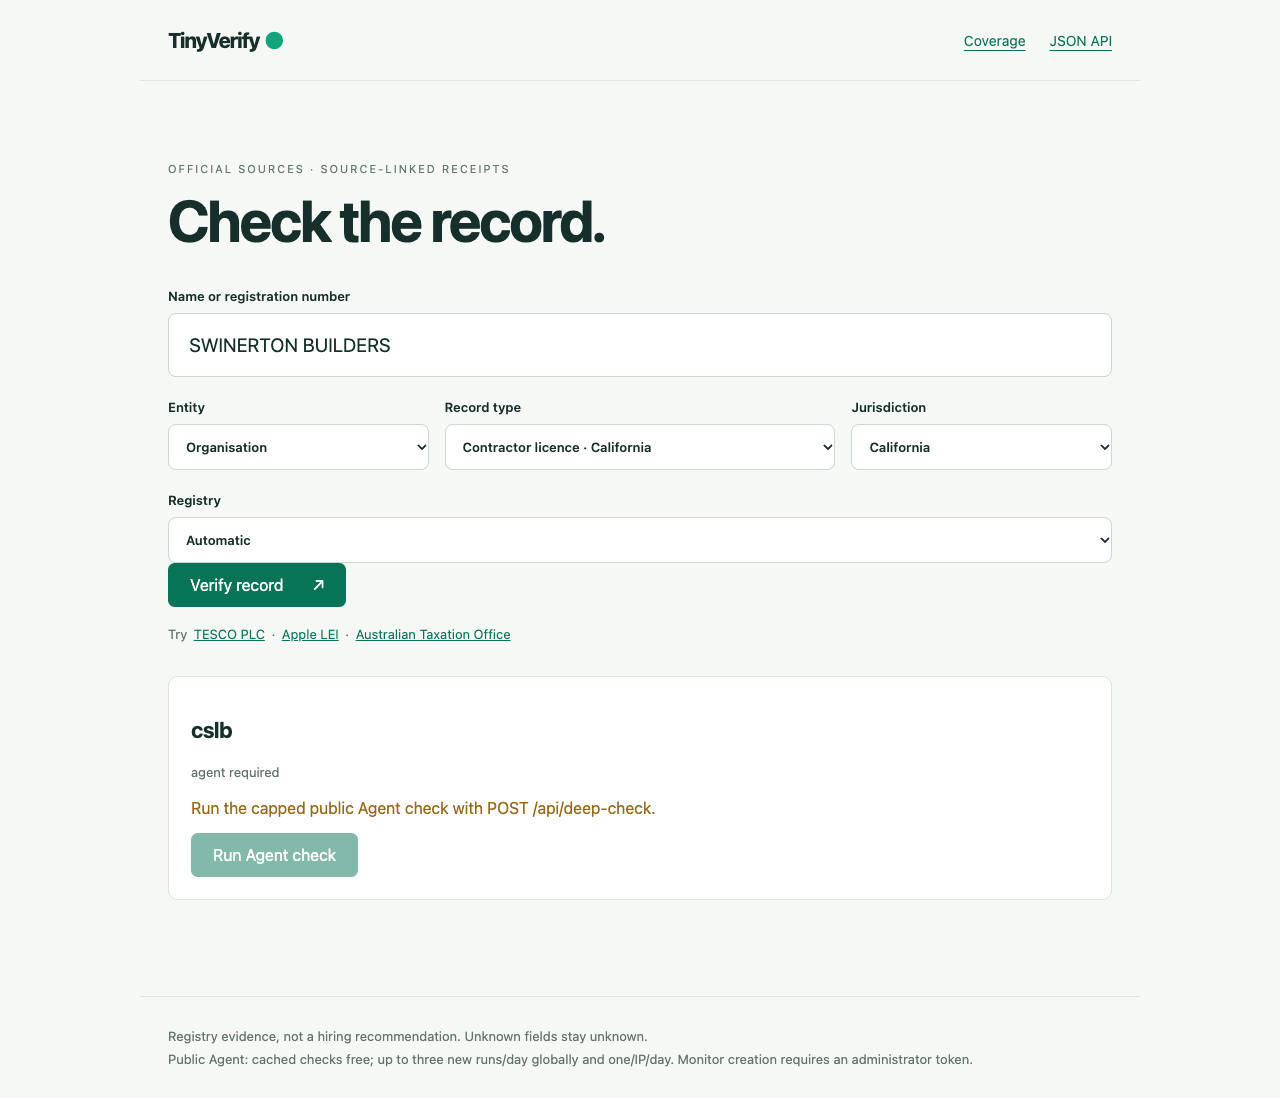 TinyVerify
Coverage JSON API
OFFICIAL SOURCES · SOURCE-LINKED RECEIPTS
Check the record.
Name or registration number
SWINERTON BUILDERS
Entity Record type Jurisdiction
Organisation Contractor licence · California California
Registry
Automatic
Verify record ↗
Try TESCO PLC · Apple LEI · Australian Taxation Office
cslb
agent required
Run the capped public Agent check with POST /api/deep-check.
Run Agent check
Registry evidence, not a hiring recommendation. Unknown fields stay unknown.
Public Agent: cached checks free; up to three new runs/day globally and one/IP/day. Monitor creation requires an administrator token.